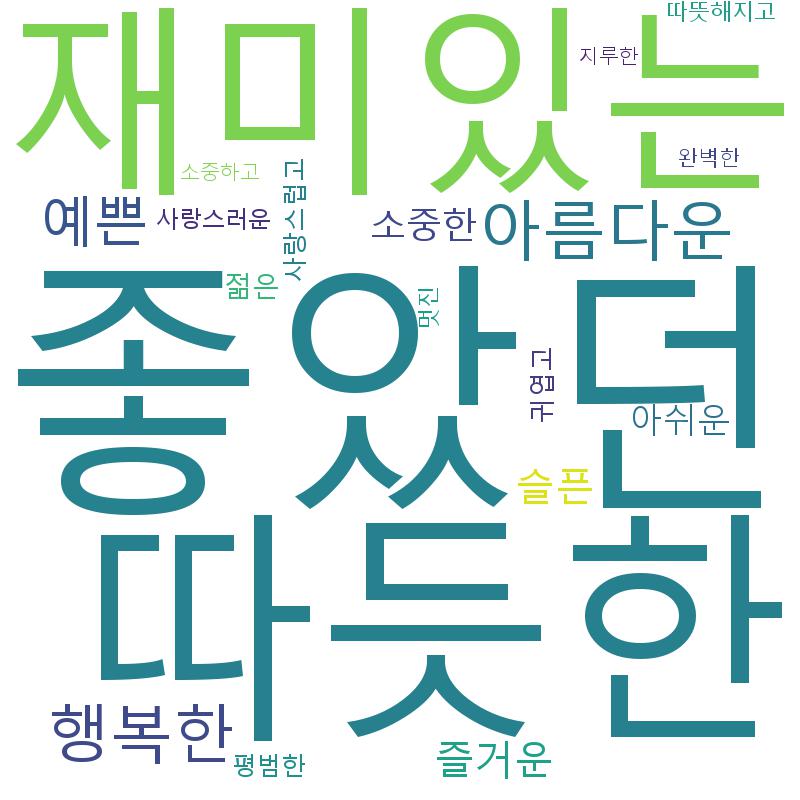 따뜻해지고
재미있는
지루한
완벽한
소중하고
사랑스럽고
예쁜
사랑스러운
소중한
아름다운
젊은
멋진
좋았던
귀엽고
아쉬운
슬픈
따듯한
행복한
평범한
즐거운